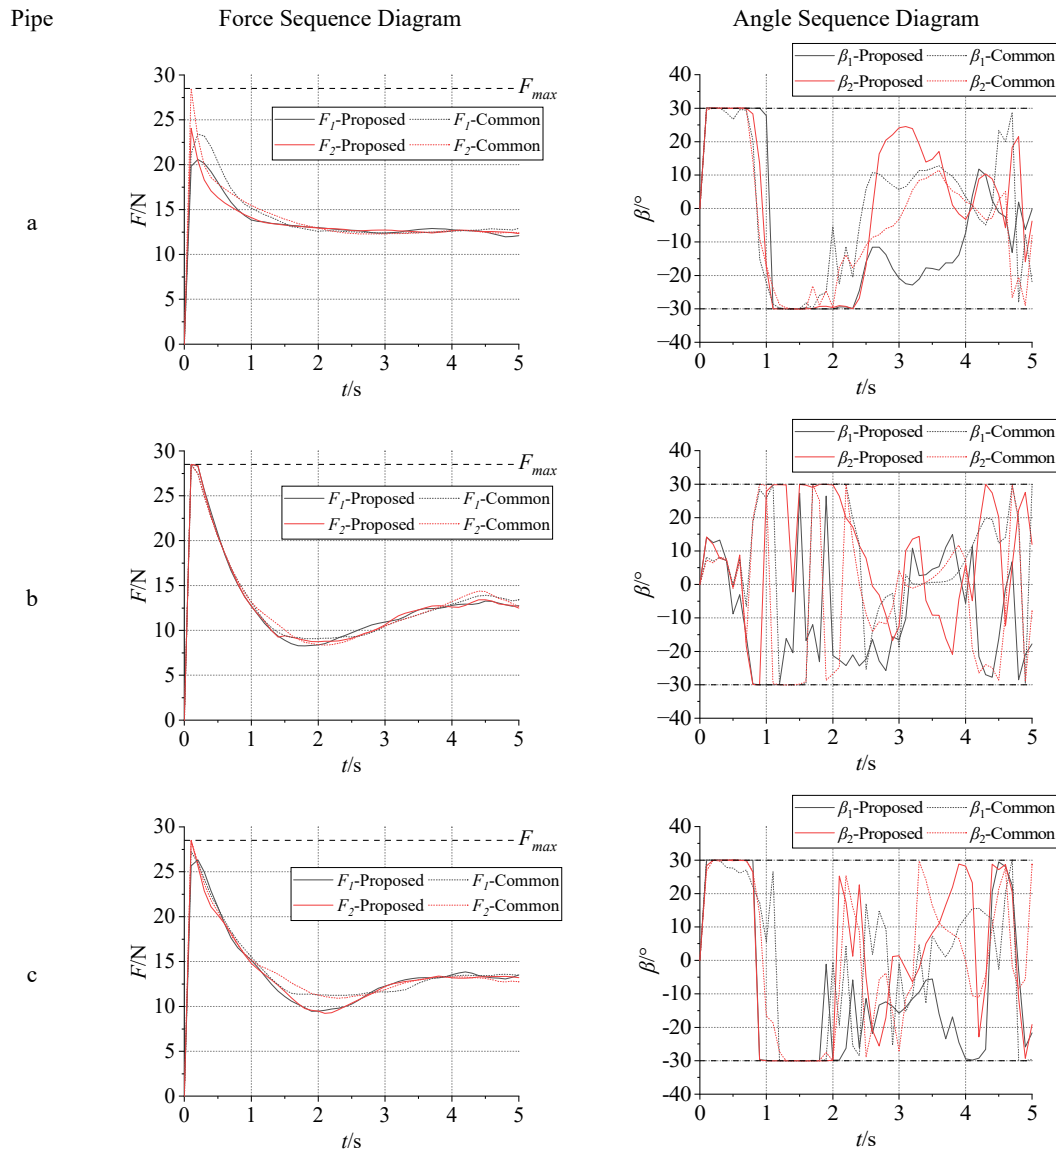 Pipe Force Sequence Diagram Angle Sequence Diagram
a
F/N
30
25
20
15
10
5
0
0 1 2 3 4 5
t/s
F_max
F_1-Proposed F_1-Common
F_2-Proposed F_2-Common
β/°
40
30
20
10
0
−10
−20
−30
−40
0 1 2 3 4 5
t/s
β_1-Proposed β_1-Common
β_2-Proposed β_2-Common
b
F/N
30
25
20
15
10
5
0
0 1 2 3 4 5
t/s
F_max
F_1-Proposed F_1-Common
F_2-Proposed F_2-Common
β/°
40
30
20
10
0
−10
−20
−30
−40
0 1 2 3 4 5
t/s
β_1-Proposed β_1-Common
β_2-Proposed β_2-Common
c
F/N
30
25
20
15
10
5
0
0 1 2 3 4 5
t/s
F_max
F_1-Proposed F_1-Common
F_2-Proposed F_2-Common
β/°
40
30
20
10
0
-10
-20
-30
-40
0 1 2 3 4 5
t/s
β_1-Proposed β_1-Common
β_2-Proposed β_2-Common